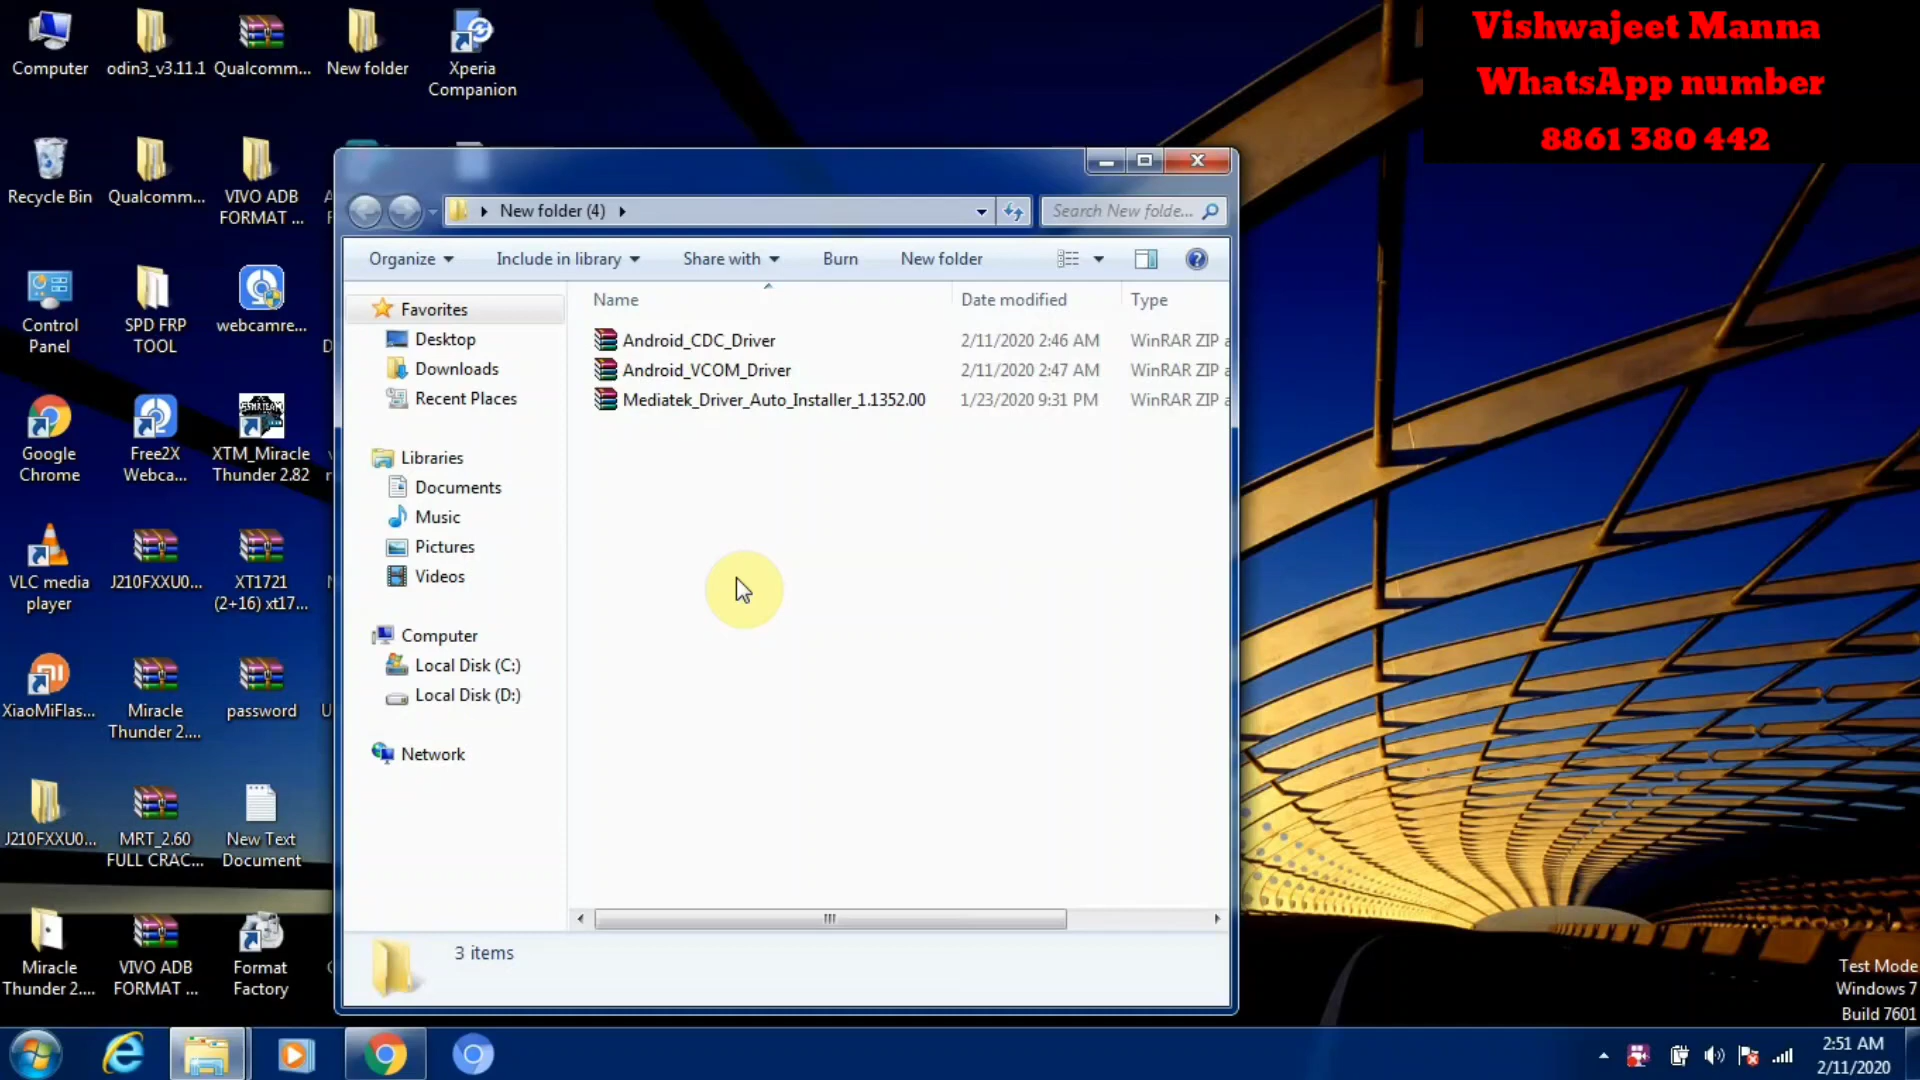 Vishwajeet Manna
WhatsApp number
8861 380 442
Computer
odin3_v3.11.1
Qualcomm...
New folder
Xperia
Companion
Recycle Bin
Qualcomm...
VIVO ADB
FORMAT ...
Control
Panel
SPD FRP
TOOL
webcamre...
Google
Chrome
Free2X
Webca...
XTM_Miracle
Thunder 2.82
VLC media
player
J210FXXU0...
XT1721
(2+16) xt17...
XiaoMiFlas...
Miracle
Thunder 2....
password
J210FXXU0...
MRT_2.60
FULL CRAC...
New Text
Document
Miracle
Thunder 2....
VIVO ADB
FORMAT ...
Format
Factory
New folder (4)
Search New folde...
Organize
Include in library
Share with
Burn
New folder
Favorites
Desktop
Downloads
Recent Places
Libraries
Documents
Music
Pictures
Videos
Computer
Local Disk (C:)
Local Disk (D:)
Network
Name Date modified Type
Android_CDC_Driver 2/11/2020 2:46 AM WinRAR ZIP a
Android_VCOM_Driver 2/11/2020 2:47 AM WinRAR ZIP a
Mediatek_Driver_Auto_Installer_1.1352.00 1/23/2020 9:31 PM WinRAR ZIP a
3 items
Test Mode
Windows 7
Build 7601
2:51 AM
2/11/2020